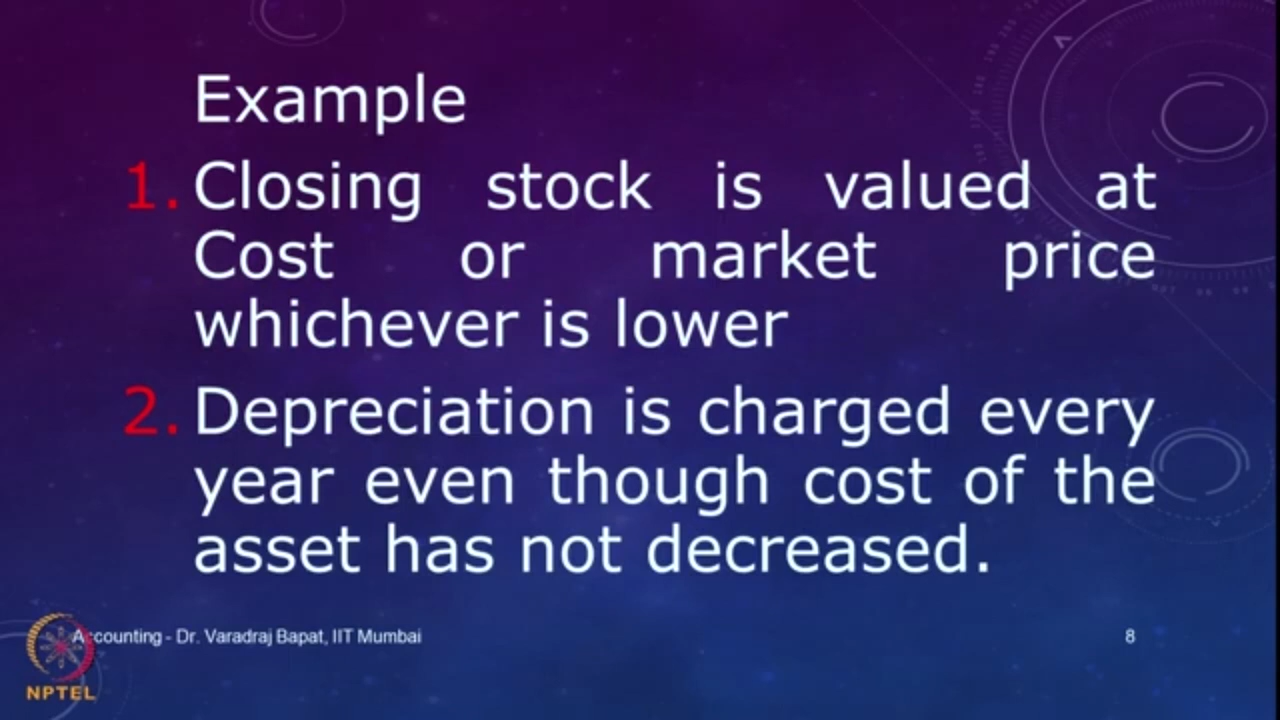 Example
1. Closing stock is valued at
Cost or market price
whichever is lower
2. Depreciation is charged every
year even though cost of the
asset has not decreased.
Accounting - Dr. Varadraj Bapat, IIT Mumbai
8
NPTEL